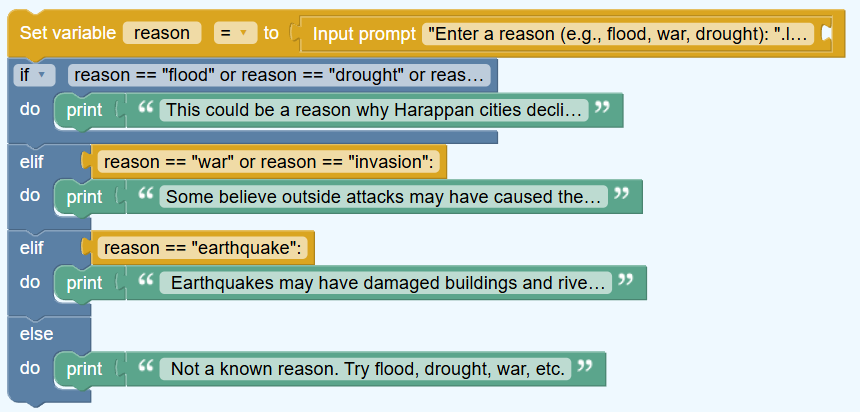 Set variable reason = to Input prompt "Enter a reason (e.g., flood, war, drought): ".l...
if reason == "flood" or reason == "drought" or reas...
do print “ This could be a reason why Harappan cities decli... ”
elif reason == "war" or reason == "invasion":
do print “ Some believe outside attacks may have caused the... ”
elif reason == "earthquake":
do print “ Earthquakes may have damaged buildings and rive... ”
else
do print “ Not a known reason. Try flood, drought, war, etc. ”